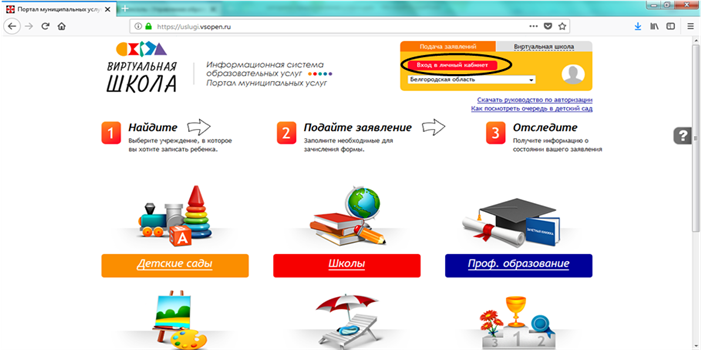 Портал муниципальных услуг
https://uslugi.vsopen.ru
ВИРТУАЛЬНАЯ
ШКОЛА
Информационная система
образовательных услуг
Портал муниципальных услуг
Подача заявлений
Виртуальная школа
Вход в личный кабинет
Белгородская область
Скачать руководство по авторизации
Как посмотреть очередь в детский сад
1
Найдите
Выберите учреждение, в которое
вы хотите записать ребенка.
2
Подайте заявление
Заполните необходимые для
зачисления формы.
3
Отследите
Получите информацию о
состоянии вашего заявления
?
А
Детские сады
Школы
Проф. образование
3 1 2